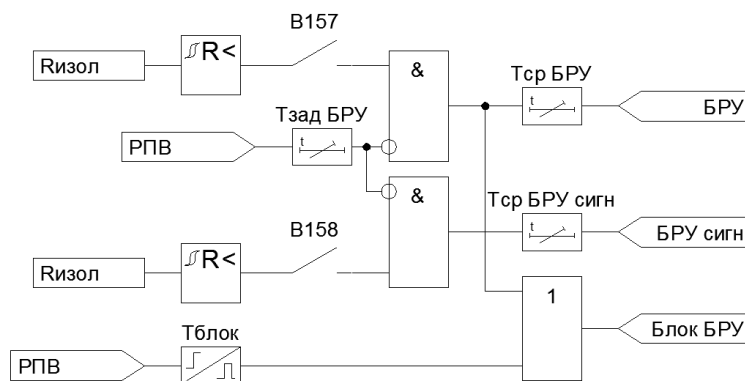 В157
Rизол
R<
&
Тср БРУ
t
БРУ
Тзад БРУ
РПВ
t
&
Тср БРУ сигн
t
БРУ сигн
В158
Rизол
R<
1
Блок БРУ
Тблок
РПВ